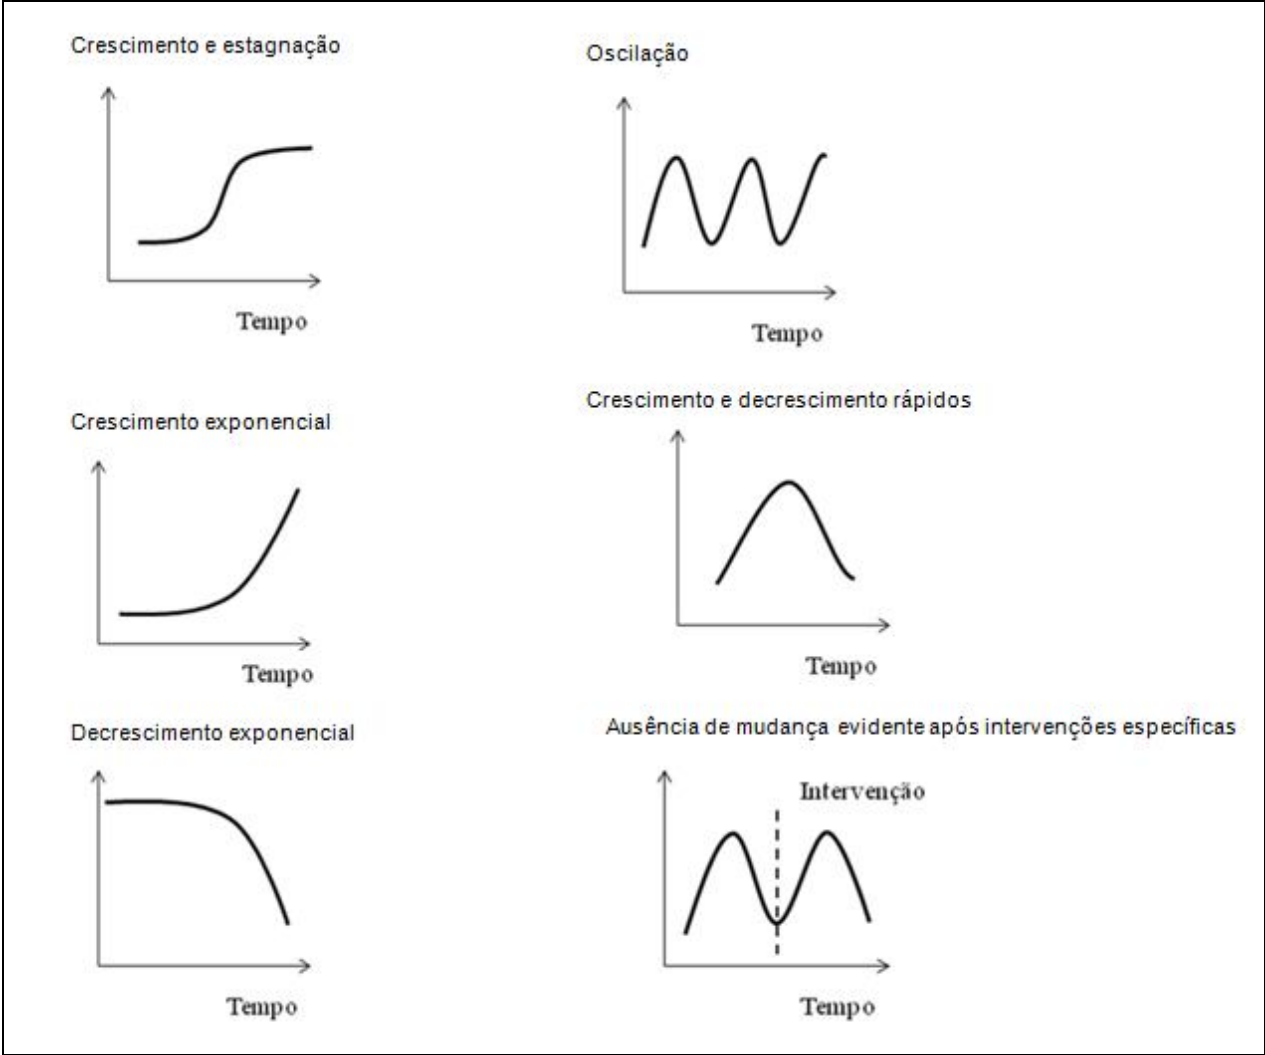 Crescimento e estagnação
Tempo
Oscilação
Tempo
Crescimento exponencial
Tempo
Crescimento e decrescimento rápidos
Tempo
Decrescimento exponencial
Tempo
Ausência de mudança evidente após intervenções específicas
Intervenção
Tempo